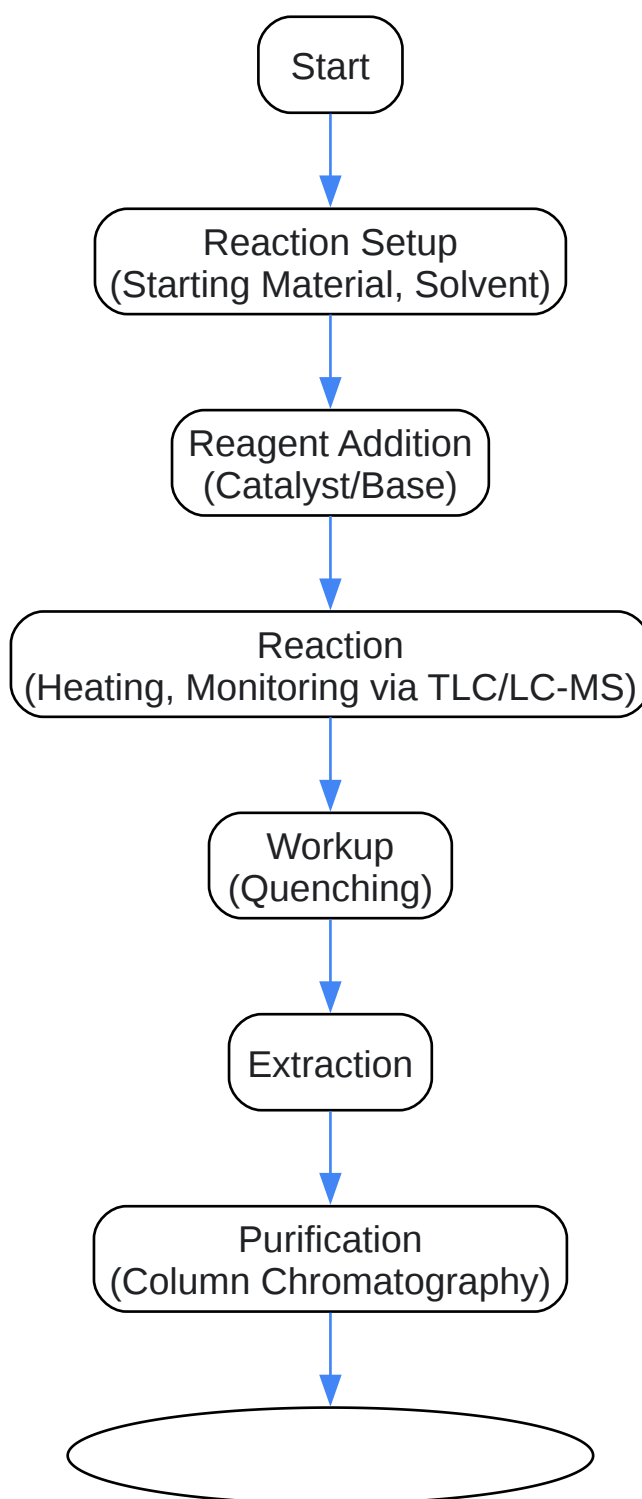 Start
Reaction Setup
(Starting Material, Solvent)
Reagent Addition
(Catalyst/Base)
Reaction
(Heating, Monitoring via TLC/LC-MS)
Workup
(Quenching)
Extraction
Purification
(Column Chromatography)